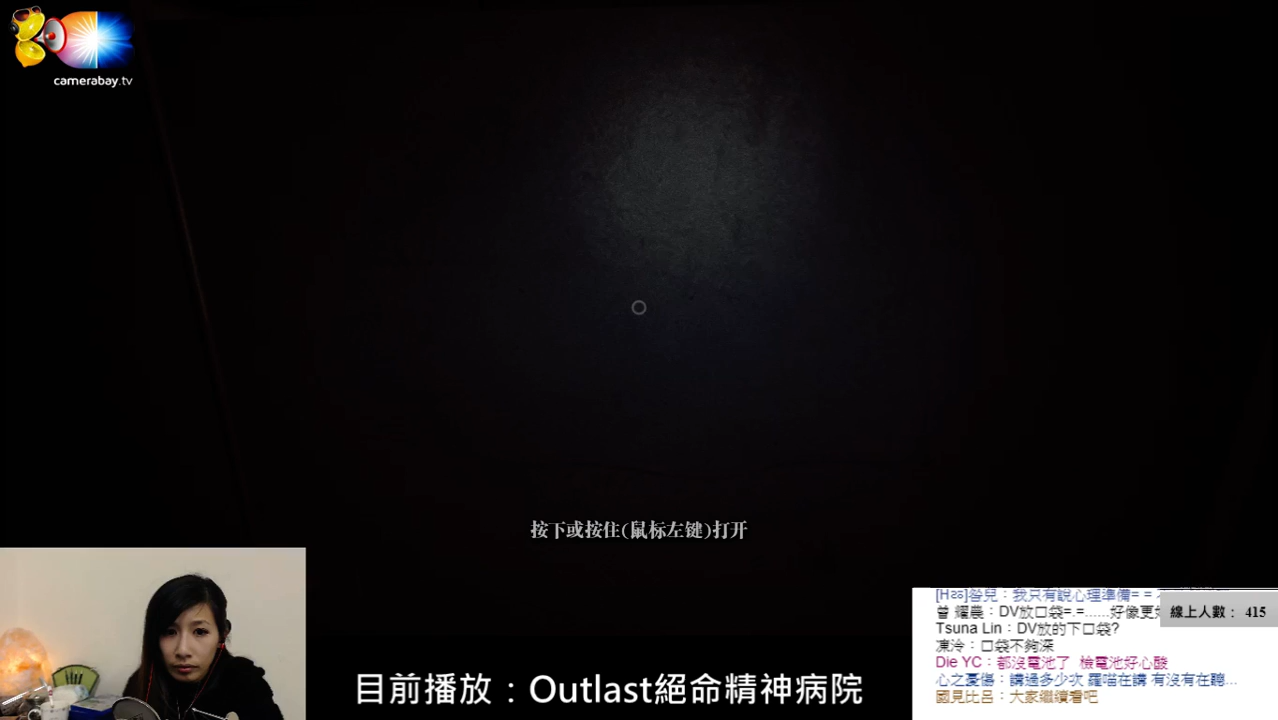 camerabay.tv
按下或按住(鼠标左键)打开
線上人數： 415
曾 耀農：DV放口袋=.=......好像更
Tsuna Lin：DV放的下口袋?
凍泠：口袋不夠深
Die YC：都沒電池了 檢電池好心酸
心之憂傷：講過多少次 羅喵在講 有沒有在聽...
國見比呂：大家繼續看吧
目前播放：Outlast絕命精神病院